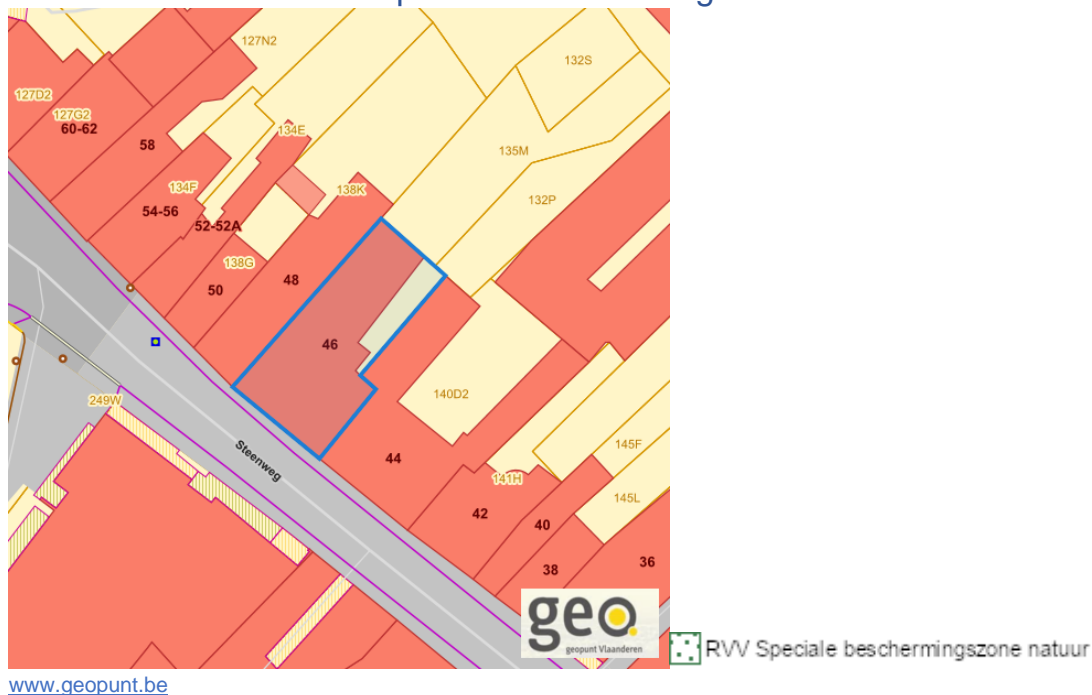 127N2
132S
127D2
127G2
60-62
134E
58
135M
134F
138K
132P
54-56
52-52A
138G
48
50
46
140D2
249W
Steenweg
44
145F
141H
145L
42
40
38
36
geo
geopunt Vlaanderen
RVV Speciale beschermingszone natuur
www.geopunt.be